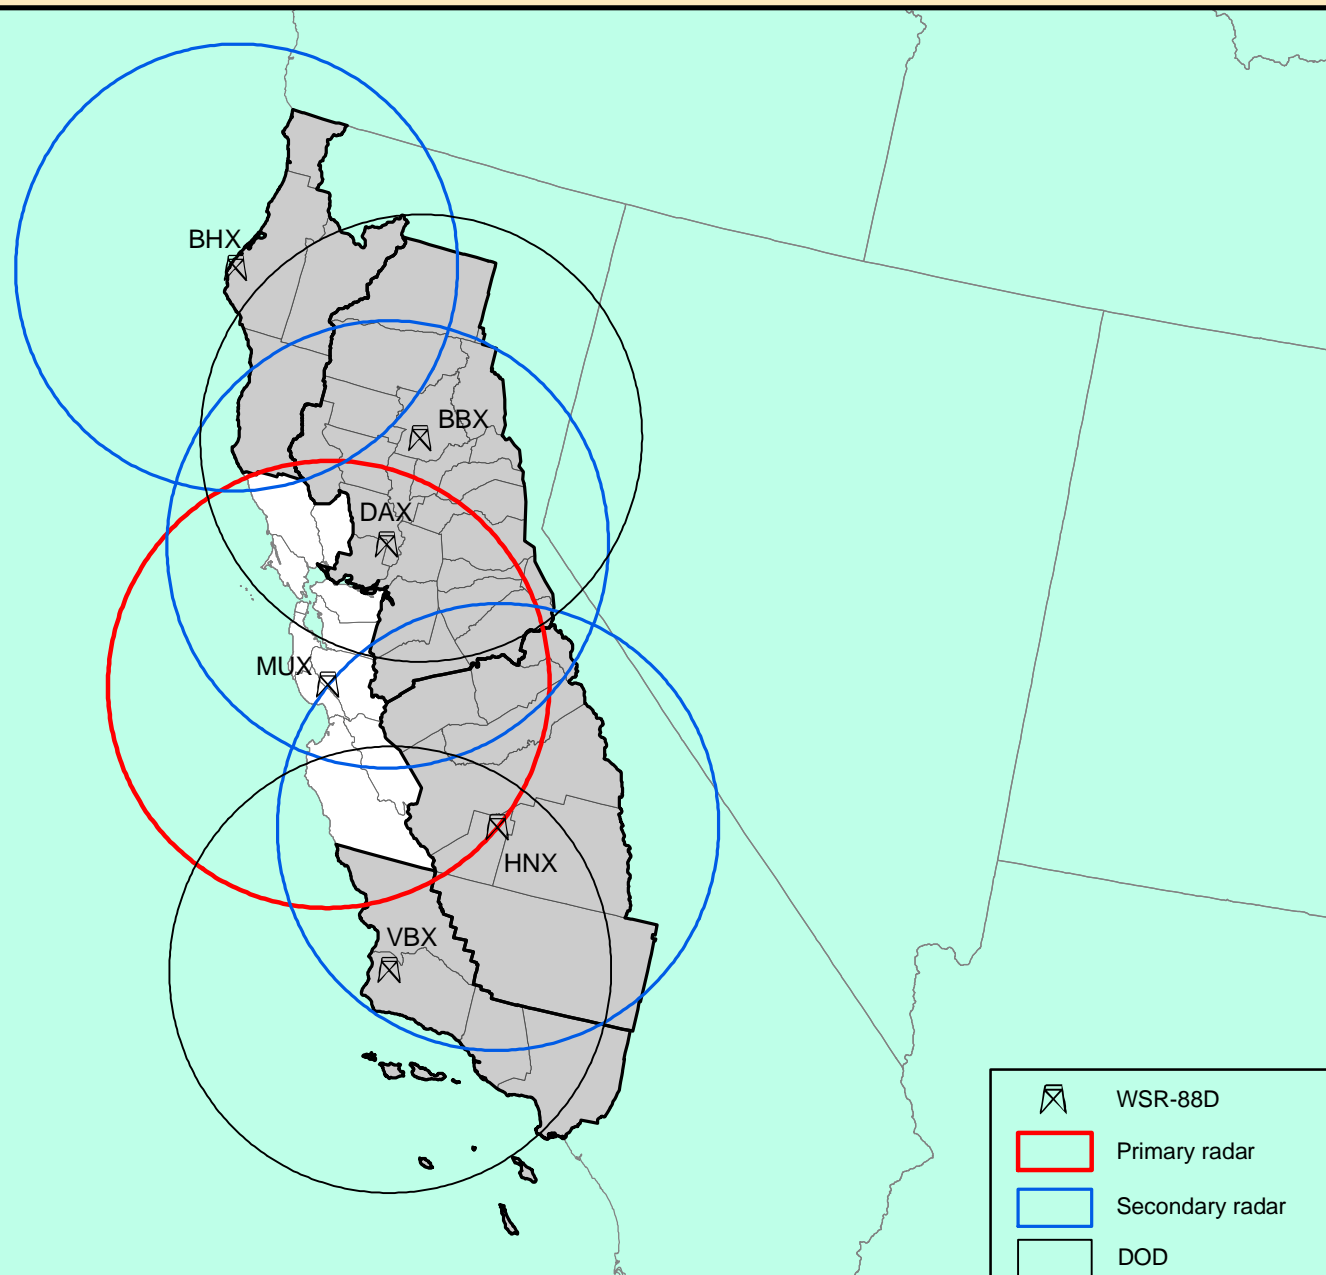 BHX
BBX
DAX
MUX
HNX
VBX
WSR-88D
Primary radar
Secondary radar
DOD